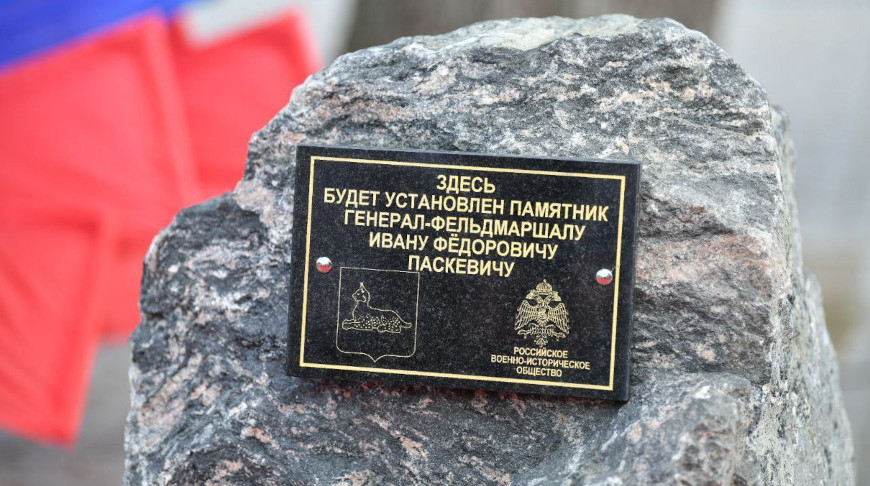 ЗДЕСЬ
БУДЕТ УСТАНОВЛЕН ПАМЯТНИК
ГЕНЕРАЛ-ФЕЛЬДМАРШАЛУ
ИВАНУ ФЁДОРОВИЧУ
ПАСКЕВИЧУ
РОССИЙСКОЕ
ВОЕННО-ИСТОРИЧЕСКОЕ
ОБЩЕСТВО